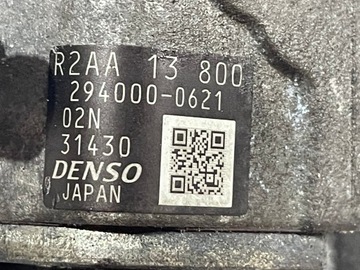 R2AA 13 800
294000-0621
02N
31430
DENSO
JAPAN